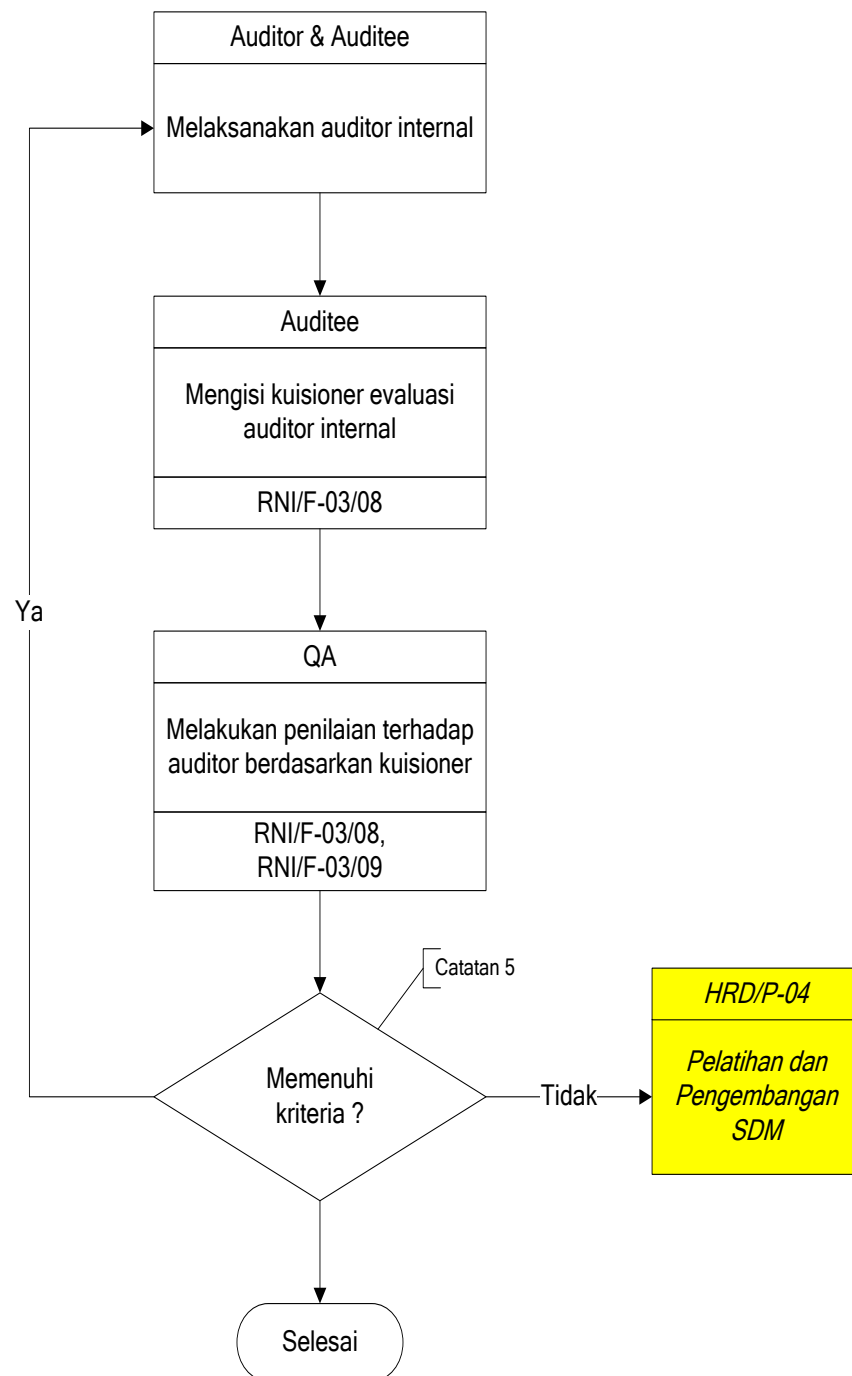 Auditor & Auditee
Melaksanakan auditor internal
Auditee
Mengisi kuisioner evaluasi
auditor internal
RNI/F-03/08
Ya
QA
Melakukan penilaian terhadap
auditor berdasarkan kuisioner
RNI/F-03/08,
RNI/F-03/09
Catatan 5
Memenuhi
kriteria ?
Tidak
HRD/P-04
Pelatihan dan
Pengembangan
SDM
Selesai